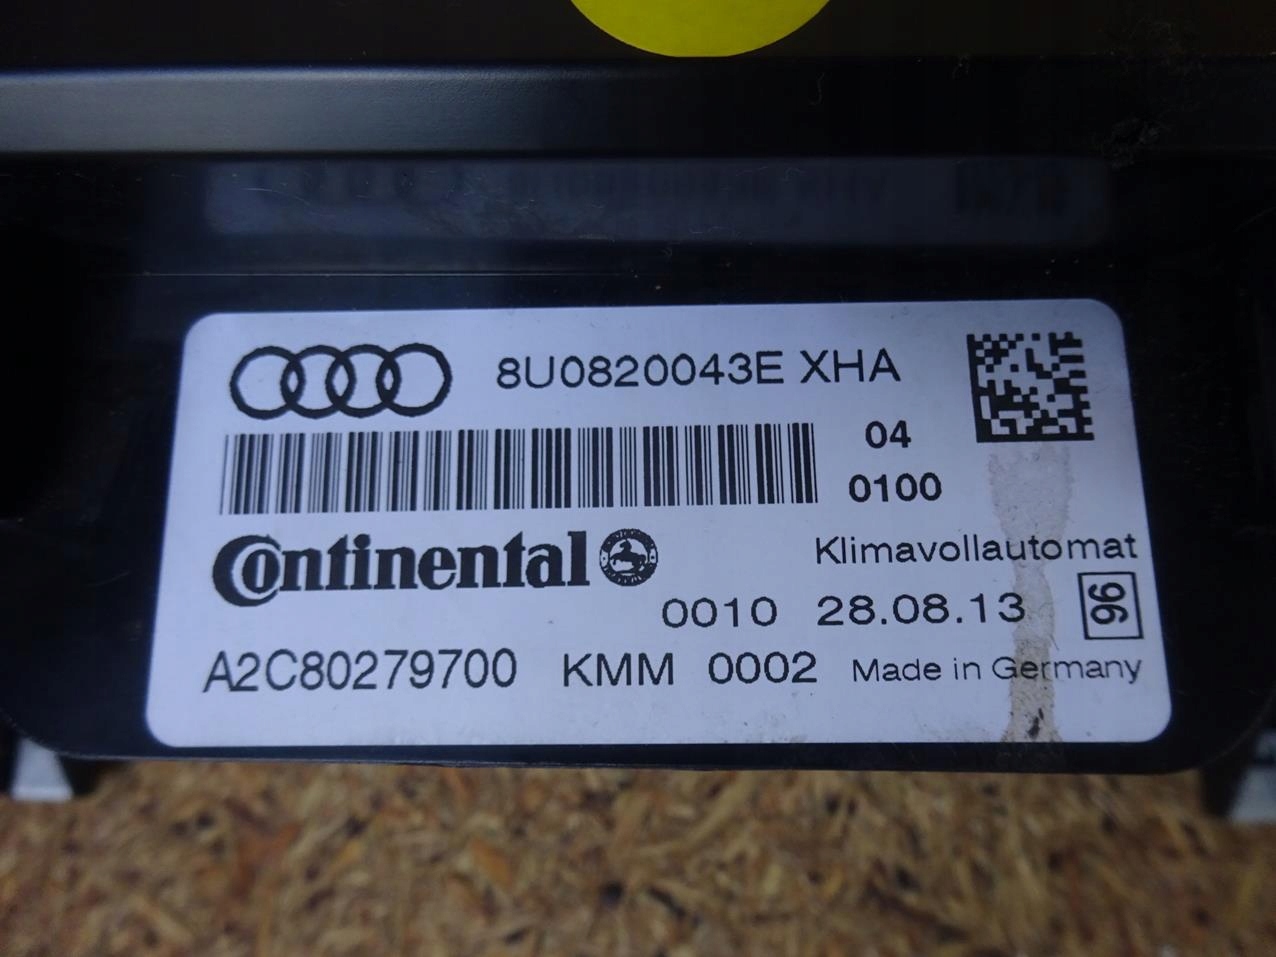 8U0820043E XHA
04
0100
Continental
Klimavollautomat
0010 28.08.13 96
A2C80279700 KMM 0002 Made in Germany